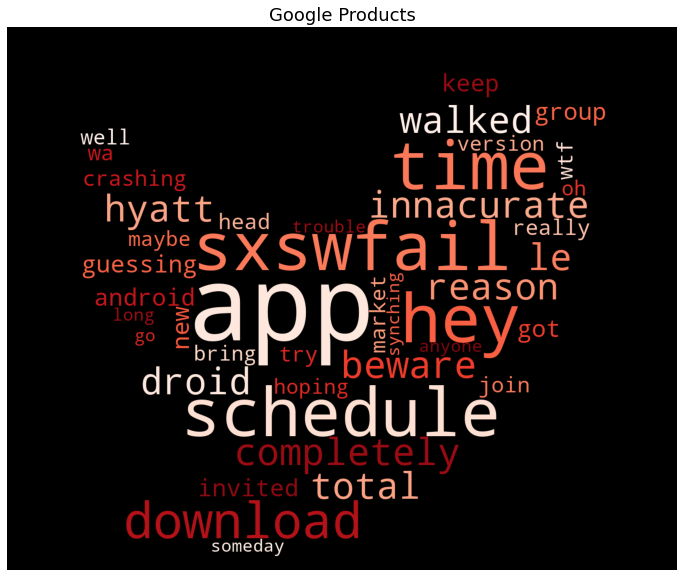 Google Products
keep
walked
group
well
version
wtf
wa
time
crashing
oh
hyatt
innacurate
head
trouble
really
maybe
sxswfail
guessing
le
android
market
synching
reason
long
new
app
hey
go
got
anyone
bring
try
beware
droid
hoping
join
schedule
completely
invited
total
download
someday